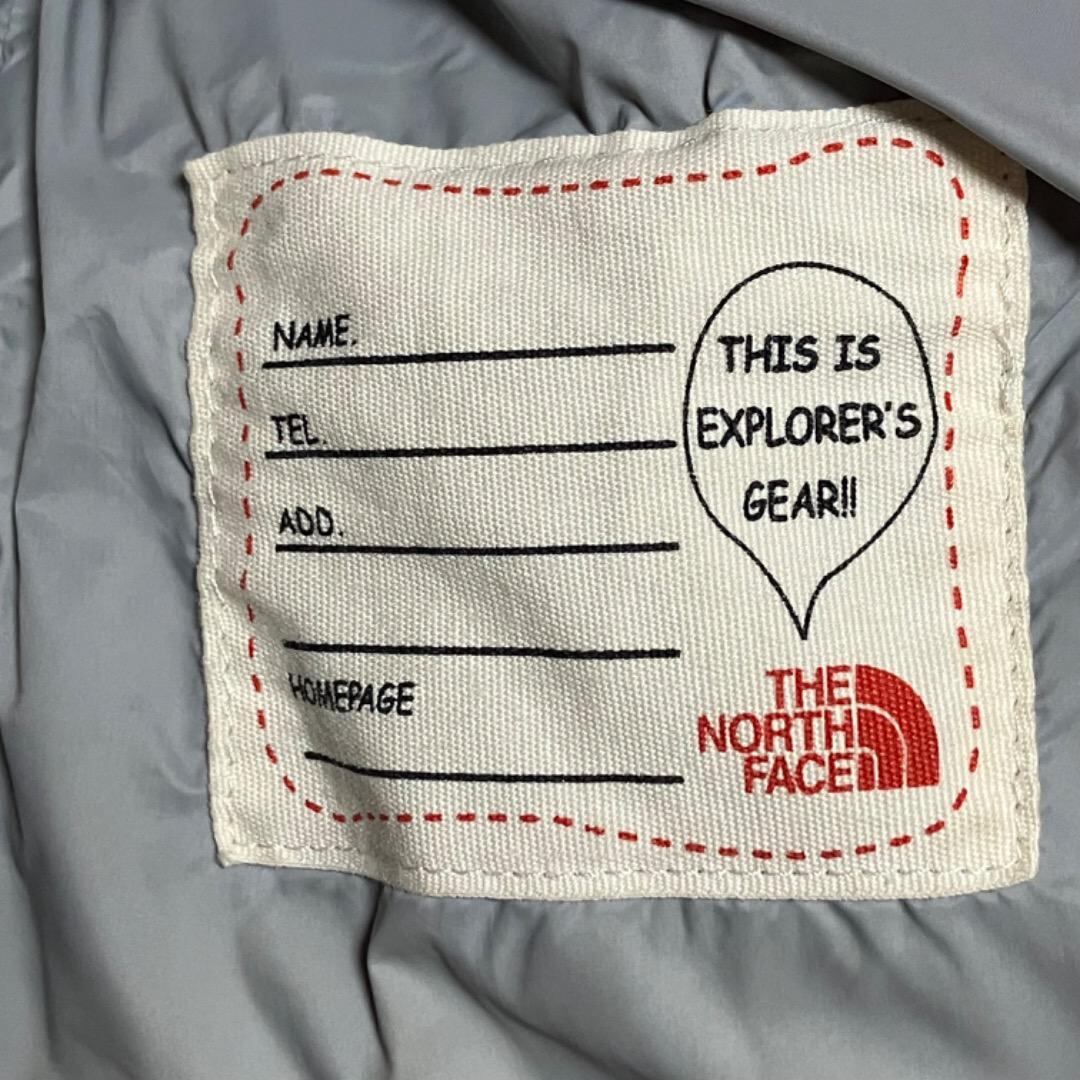 NAME.
TEL.
ADD.
HOMEPAGE
THIS IS
EXPLORER'S
GEAR!!
THE
NORTH
FACE